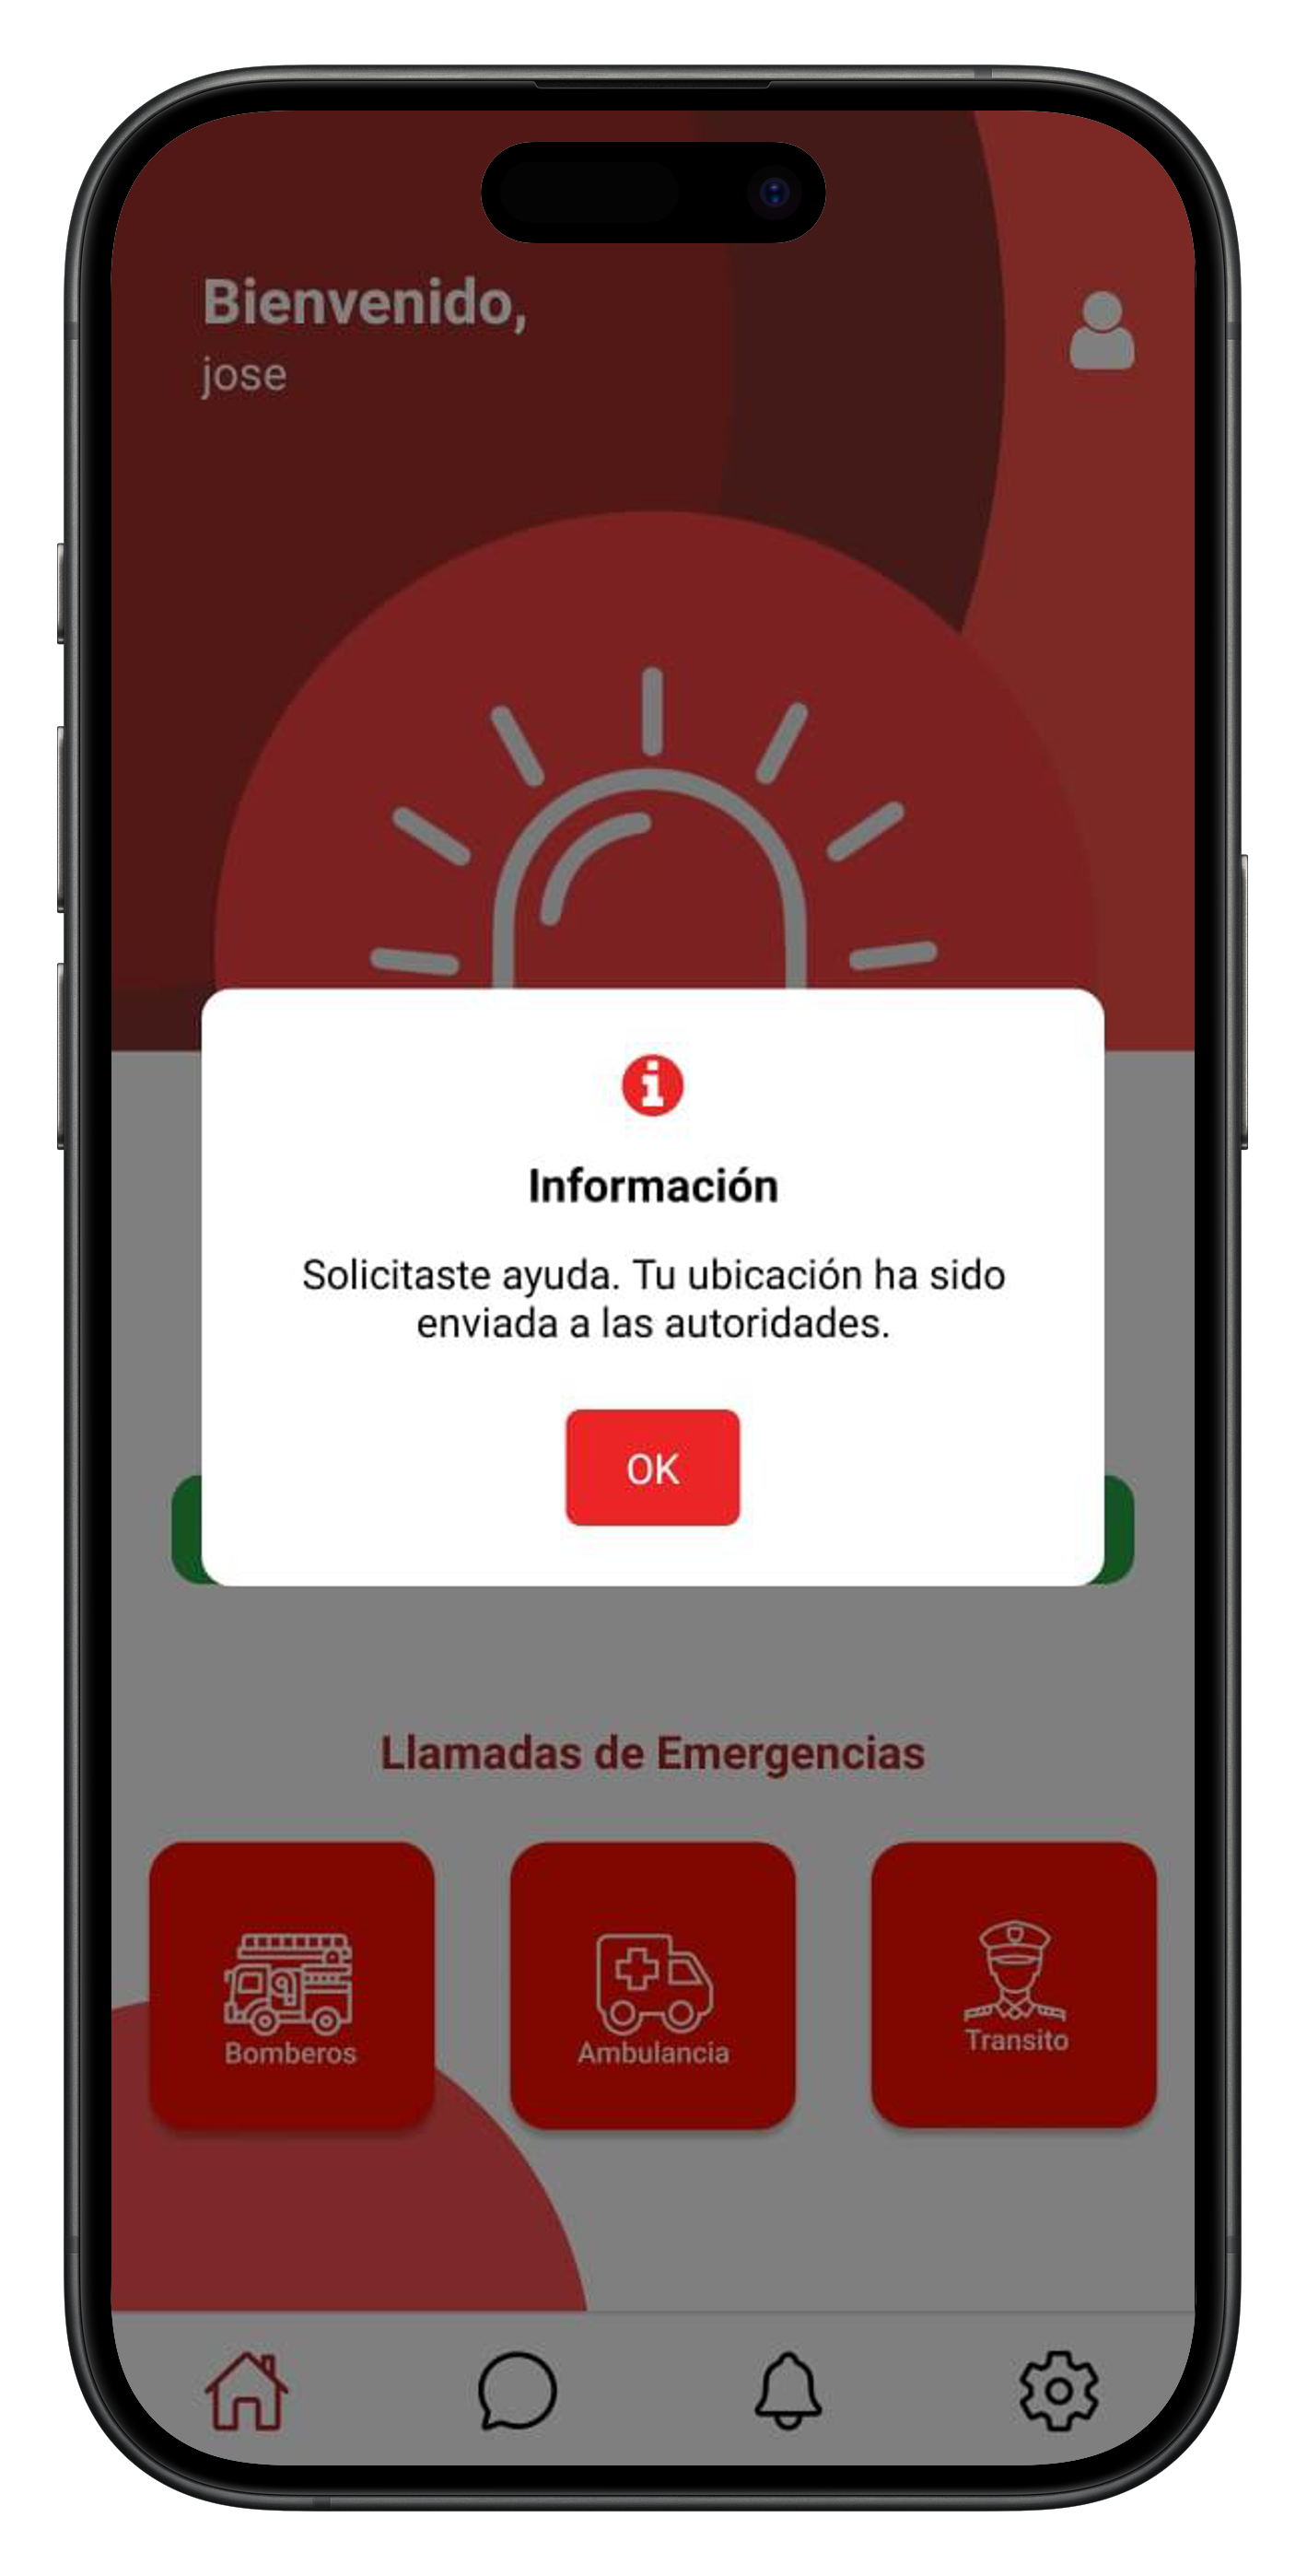 Bienvenido,
jose
Información
Solicitaste ayuda. Tu ubicación ha sido
enviada a las autoridades.
OK
Llamadas de Emergencias
Bomberos
Ambulancia
Transito